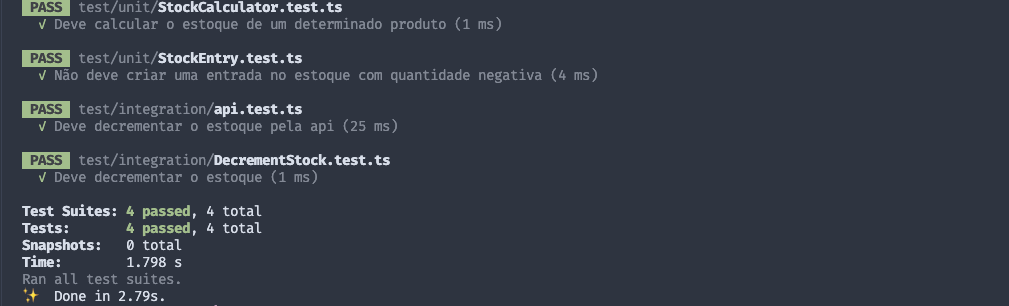 PASS test/unit/StockCalculator.test.ts
√ Deve calcular o estoque de um determinado produto (1 ms)
PASS test/unit/StockEntry.test.ts
√ Não deve criar uma entrada no estoque com quantidade negativa (4 ms)
PASS test/integration/api.test.ts
√ Deve decrementar o estoque pela api (25 ms)
PASS test/integration/DecrementStock.test.ts
√ Deve decrementar o estoque (1 ms)
Test Suites: 4 passed, 4 total
Tests: 4 passed, 4 total
Snapshots: 0 total
Time: 1.798 s
Ran all test suites.
✨ Done in 2.79s.